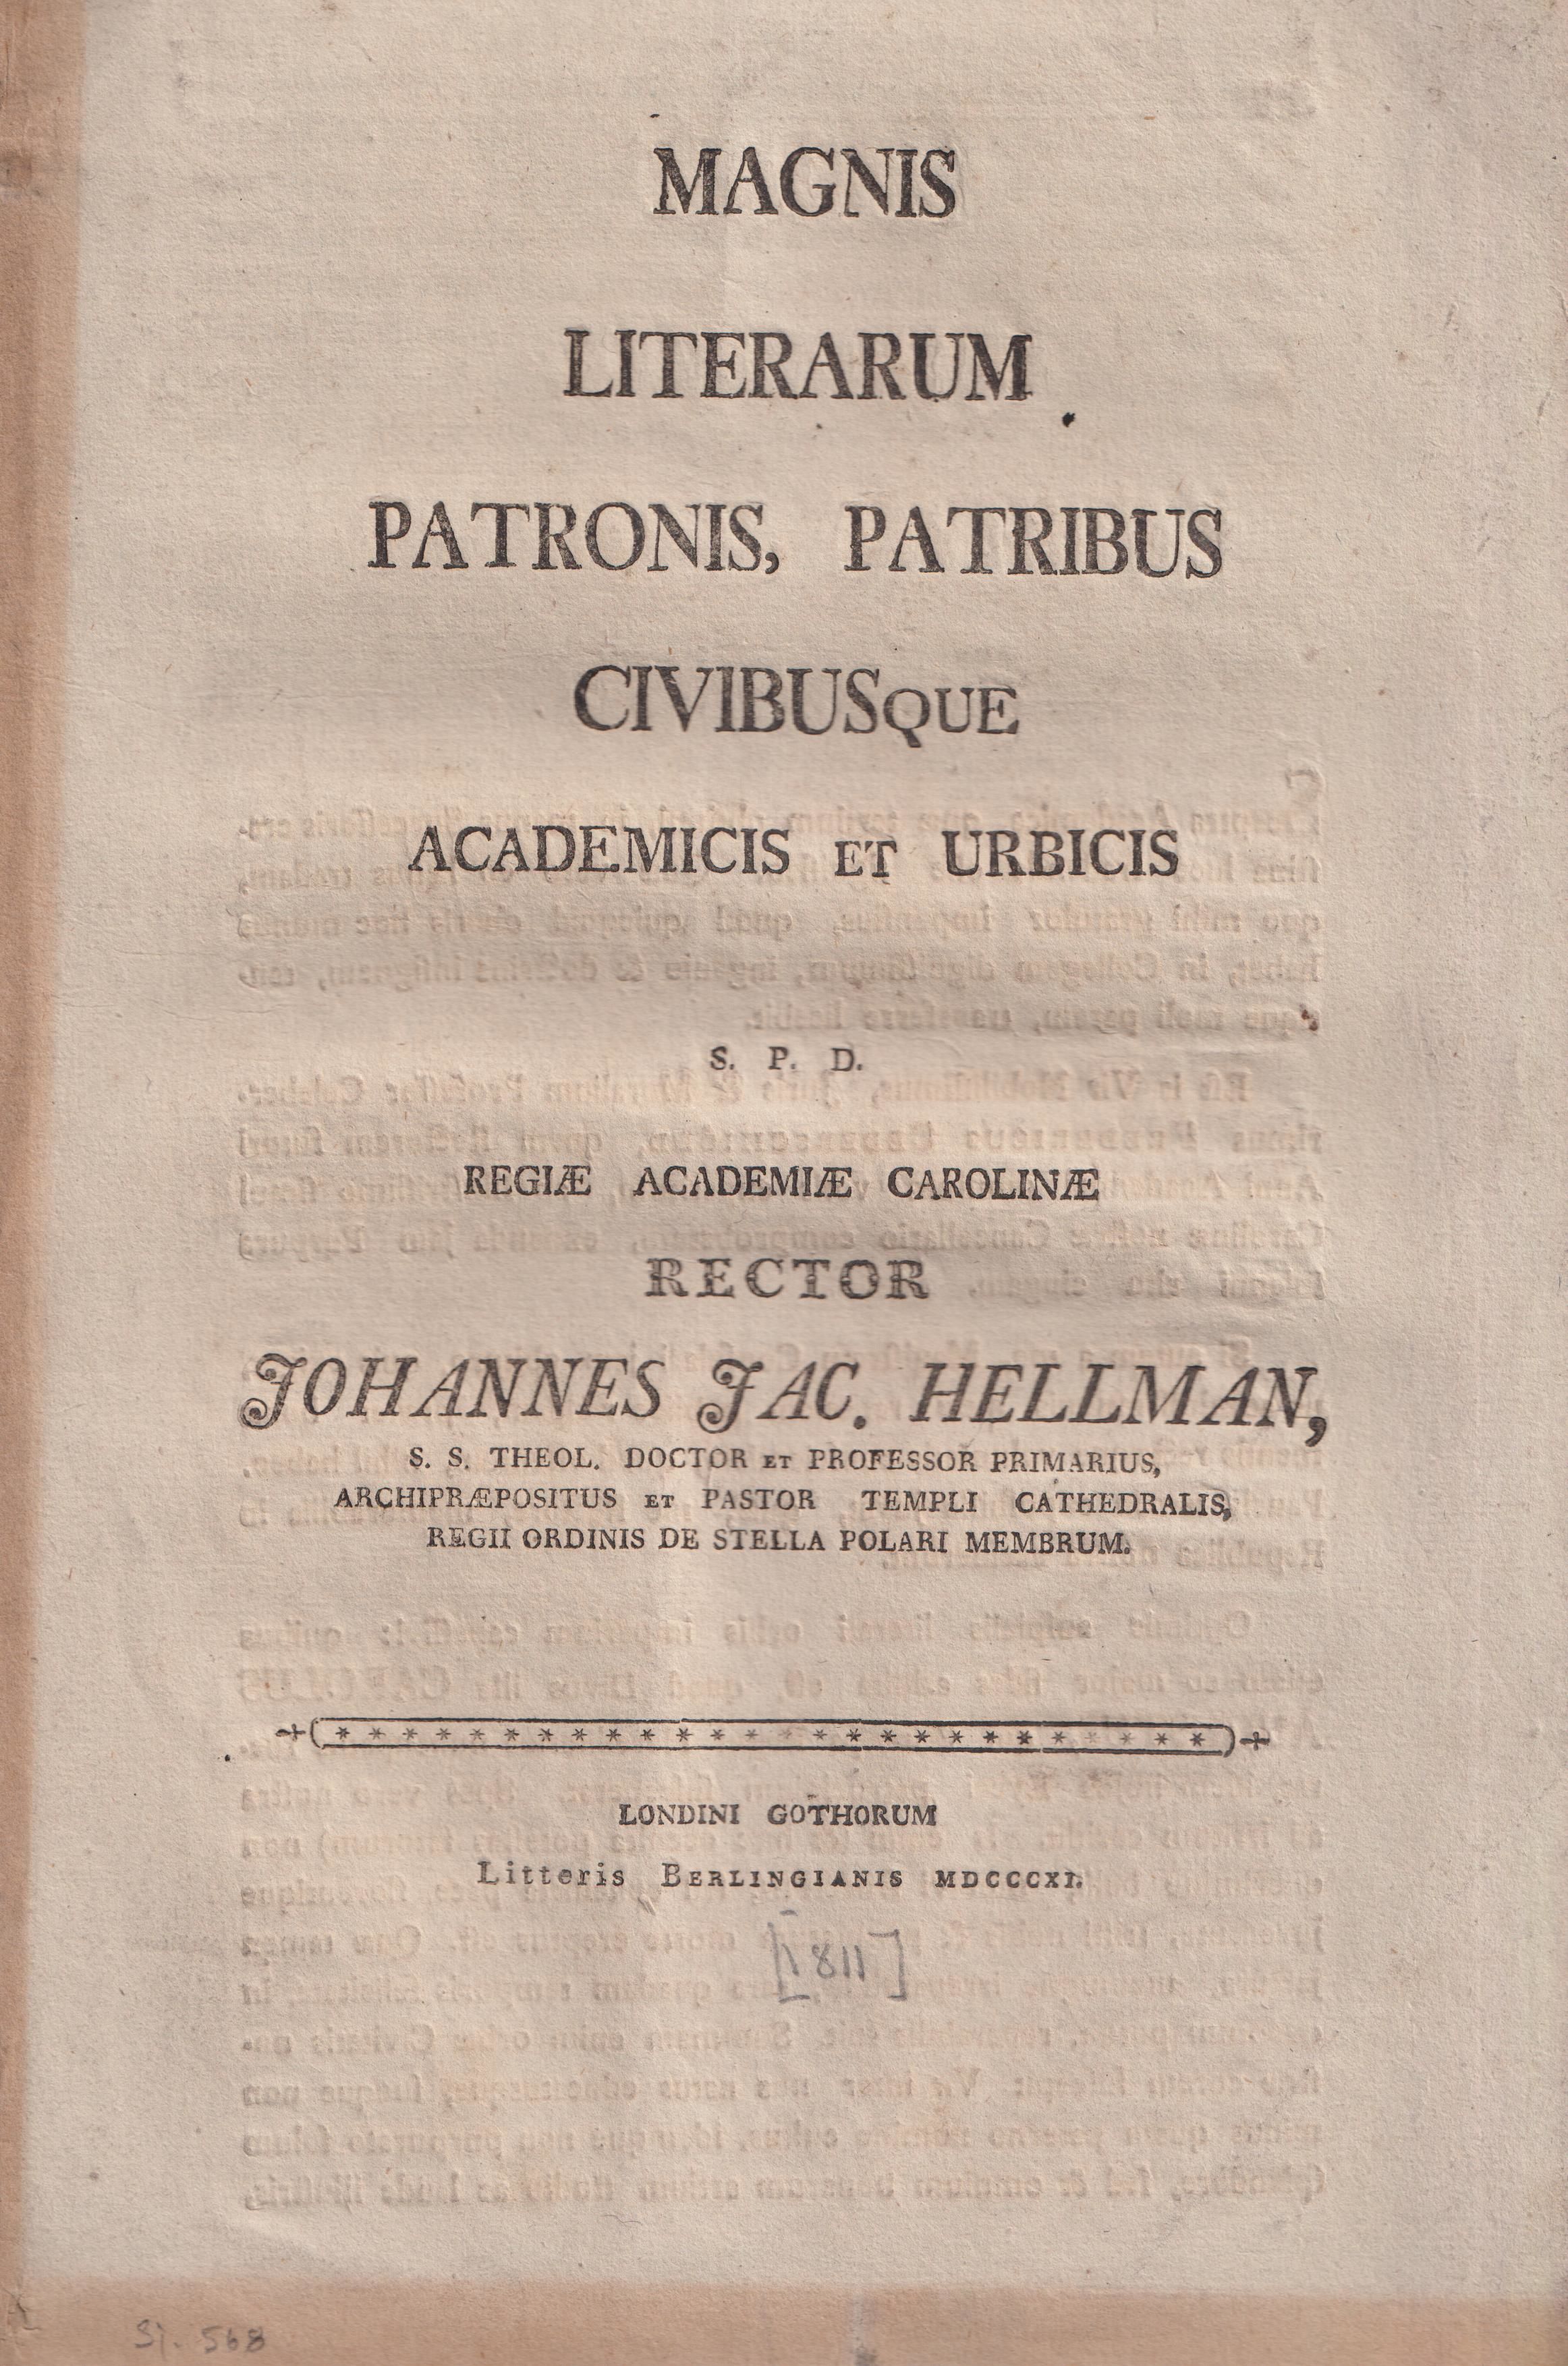 MAGNIS
LITERARUM
PATRONIS, PATRIBUS
CIVIBUSQUE
ACADEMICIS ET URBICIS
S. P. D.
REGIÆ ACADEMIÆ CAROLINÆ
RECTOR
JOHANNES JAC. HELLMAN,
S. S. THEOL. DOCTOR ET PROFESSOR PRIMARIUS,
ARCHIPRÆPOSITUS ET PASTOR TEMPLI CATHEDRALIS,
REGII ORDINIS DE STELLA POLARI MEMBRUM.
LONDINI GOTHORUM
Litteris BERLINGIANIS MDCCCXI.
[1811]
568